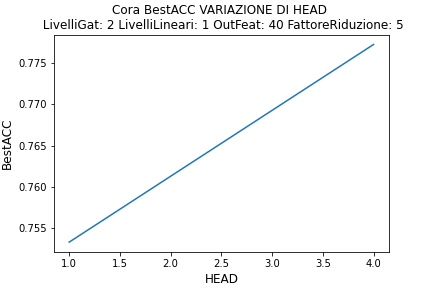 Cora BestACC VARIAZIONE DI HEAD
LivelliGat: 2 LivelliLineari: 1 OutFeat: 40 FattoreRiduzione: 5
0.775
0.770
0.765
0.760
0.755
BestACC
1.0 1.5 2.0 2.5 3.0 3.5 4.0
HEAD